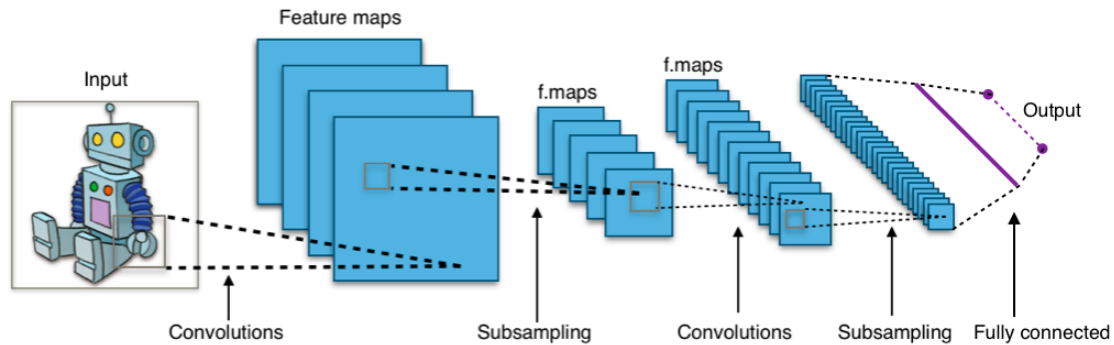 Feature maps
Input
f.maps
f.maps
Output
Convolutions
Subsampling
Convolutions
Subsampling
Fully connected